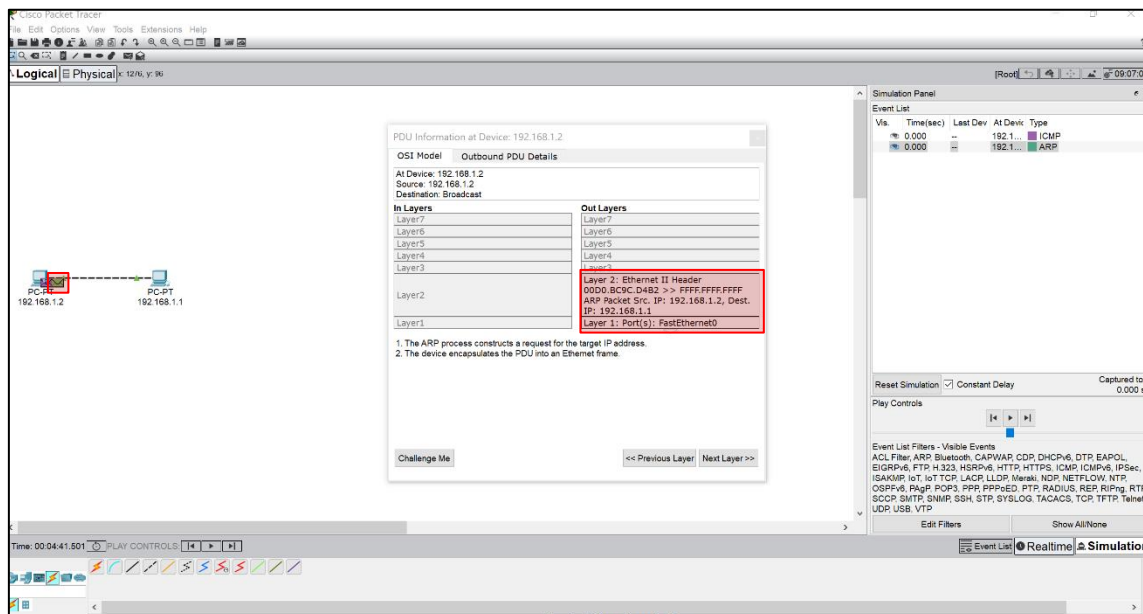 Cisco Packet Tracer
File Edit Options View Tools Extensions Help
Logical Physical x: 1276, y: 96
[Root] 09:07:0
Simulation Panel
Event List
Vis. Time(sec) Last Dev At Devic Type
0.000 -- 192.1... ICMP
0.000 -- 192.1... ARP
PDU Information at Device: 192.168.1.2
OSI Model Outbound PDU Details
At Device: 192.168.1.2
Source: 192.168.1.2
Destination: Broadcast
In Layers
Layer7
Layer6
Layer5
Layer4
Layer3
Layer2
Layer1
Out Layers
Layer7
Layer6
Layer5
Layer4
Layer3
Layer 2: Ethernet II Header
00D0.BC9C.D4B2 >> FFFF.FFFF.FFFF
ARP Packet Src. IP: 192.168.1.2, Dest.
IP: 192.168.1.1
Layer 1: Port(s): FastEthernet0
1. The ARP process constructs a request for the target IP address.
2. The device encapsulates the PDU into an Ethernet frame.
Challenge Me << Previous Layer Next Layer >>
PC-PT
192.168.1.2
PC-PT
192.168.1.1
Reset Simulation Constant Delay
Captured to
0.000 s
Play Controls
Event List Filters - Visible Events
ACL Filter, ARP, Bluetooth, CAPWAP, CDP, DHCPv6, DTP, EAPOL,
EIGRPv6, FTP, H.323, HSRPv6, HTTP, HTTPS, ICMP, ICMPv6, IPSec,
ISAKMP, IoT, IoT TCP, LACP, LLDP, Meraki, NDP, NETFLOW, NTP,
OSPFv6, PAgP, POP3, PPP, PPPoED, PTP, RADIUS, REP, RIPng, RTP
SCCP, SMTP, SNMP, SSH, STP, SYSLOG, TACACS, TCP, TFTP, Telnet
UDP, USB, VTP
Edit Filters Show All/None
Time: 00:04:41.501 PLAY CONTROLS:
Event List Realtime Simulation